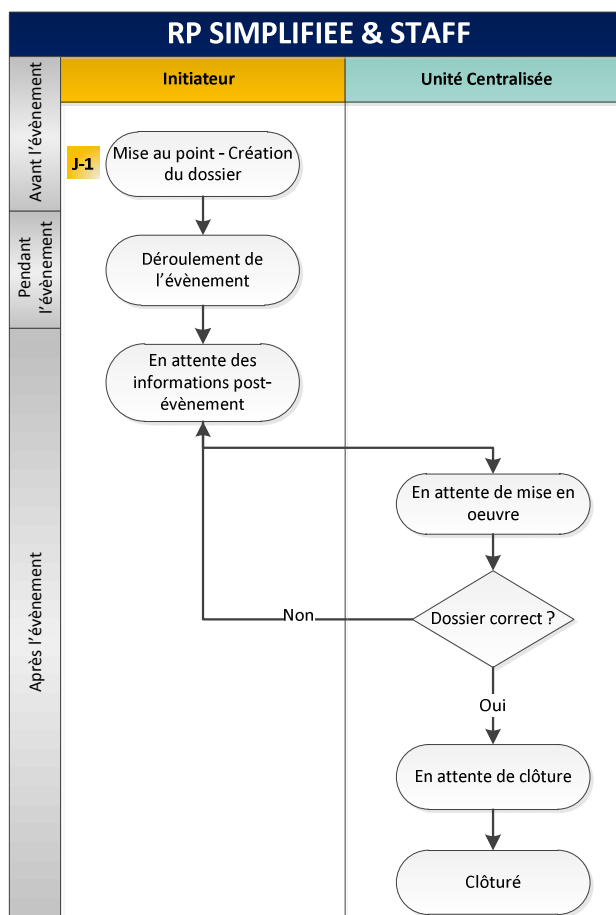 RP SIMPLIFIEE & STAFF
Initiateur
Unité Centralisée
Avant l'évènement
J-1
Mise au point - Création
du dossier
Pendant
l'évènement
Déroulement de
l'évènement
Après l'évènement
En attente des
informations post-
évènement
En attente de mise en
oeuvre
Dossier correct ?
Non
Oui
En attente de clôture
Clôturé